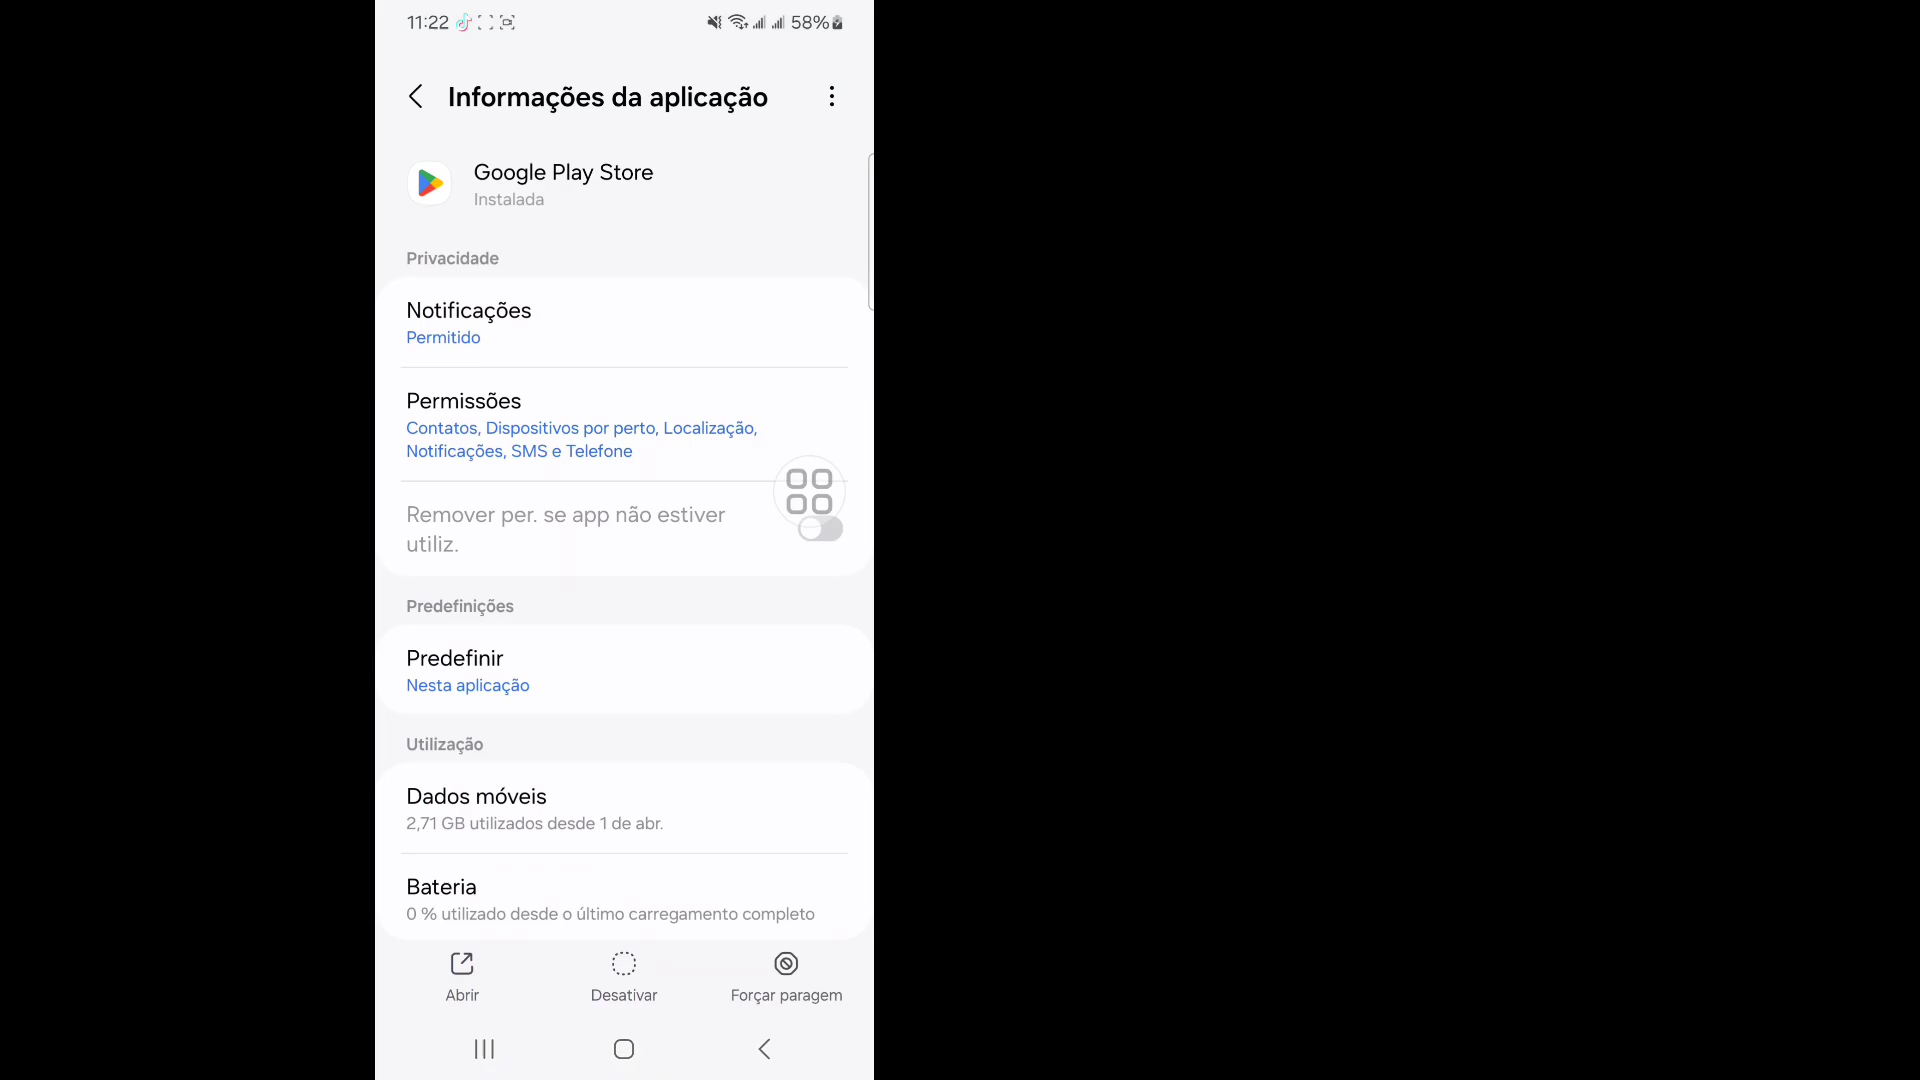 11:22
58%
Informações da aplicação
Google Play Store
Instalada
Privacidade
Notificações
Permitido
Permissões
Contatos, Dispositivos por perto, Localização,
Notificações, SMS e Telefone
Remover per. se app não estiver
utiliz.
Predefinições
Predefinir
Nesta aplicação
Utilização
Dados móveis
2,71 GB utilizados desde 1 de abr.
Bateria
0 % utilizado desde o último carregamento completo
Abrir
Desativar
Forçar paragem